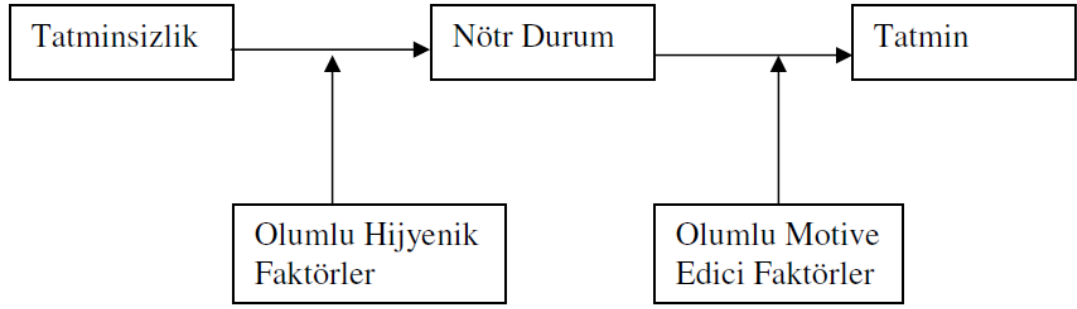 Tatminsizlik
Nötr Durum
Tatmin
Olumlu Hijyenik
Faktörler
Olumlu Motive
Edici Faktörler